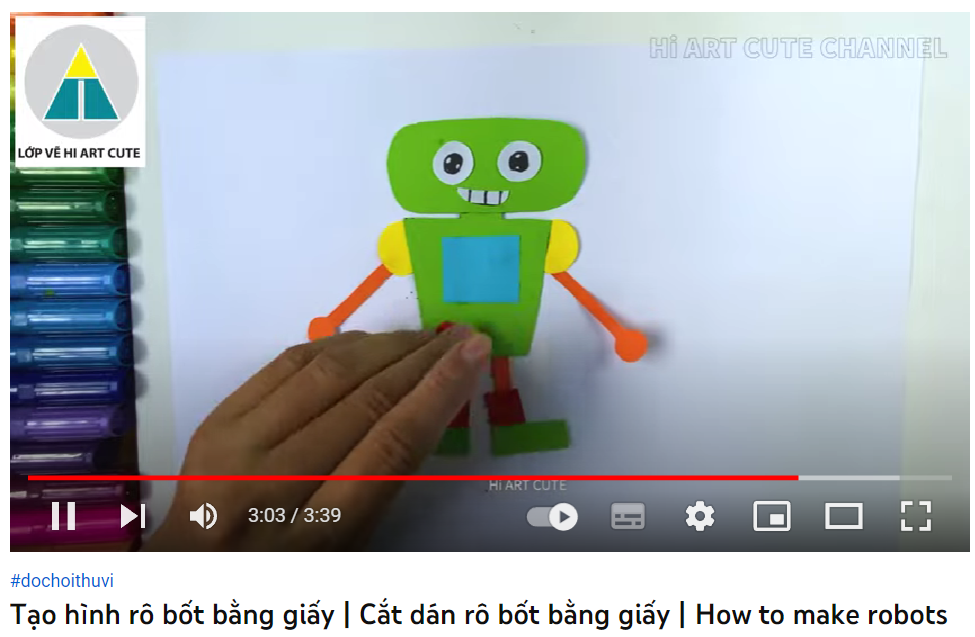 Hi ART CUTE CHANNEL
LỚP VẼ HI ART CUTE
Hi ART CUTE
3:03 / 3:39
#dochoithuvi
Tạo hình rô bốt bằng giấy | Cắt dán rô bốt bằng giấy | How to make robots